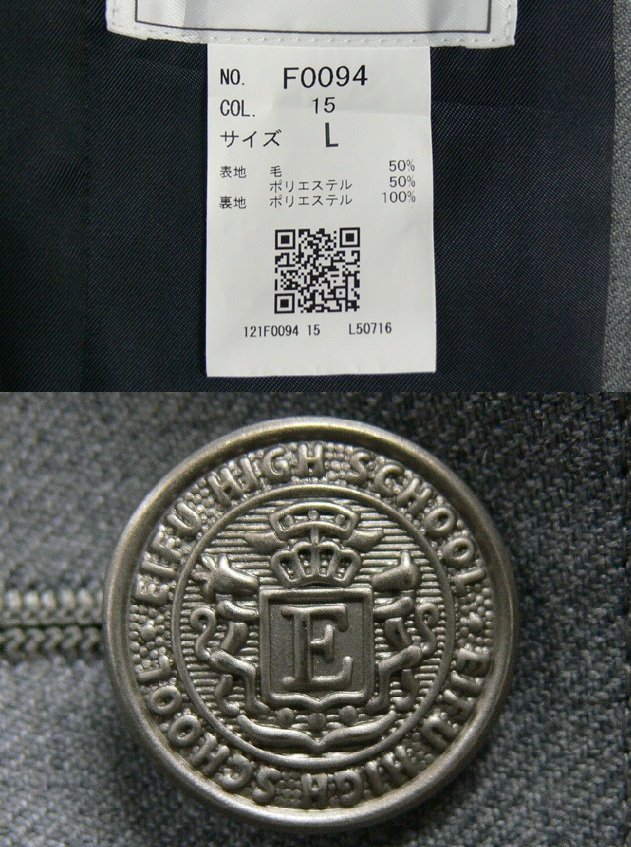 NO. F0094
COL. 15
サイズ L
表地 毛 50%
ポリエステル 50%
裏地 ポリエステル 100%
121F0094 15 L50716
EIFU HIGH SCHOOL
E
EIFU HIGH SCHOOL